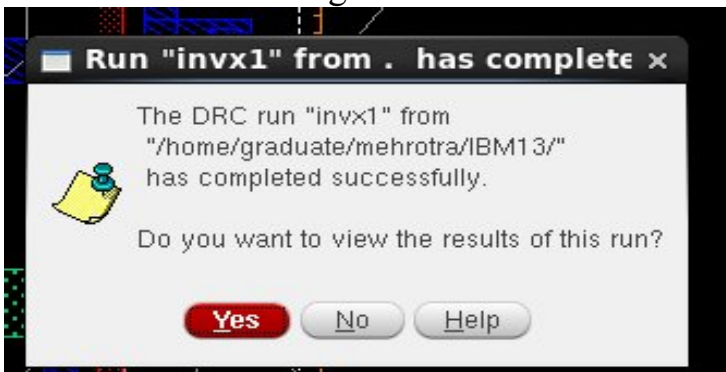 Run "invx1" from .  has complete
The DRC run "invx1" from
"/home/graduate/mehrotra/IBM13/"
has completed successfully.
Do you want to view the results of this run?
Yes
No
Help